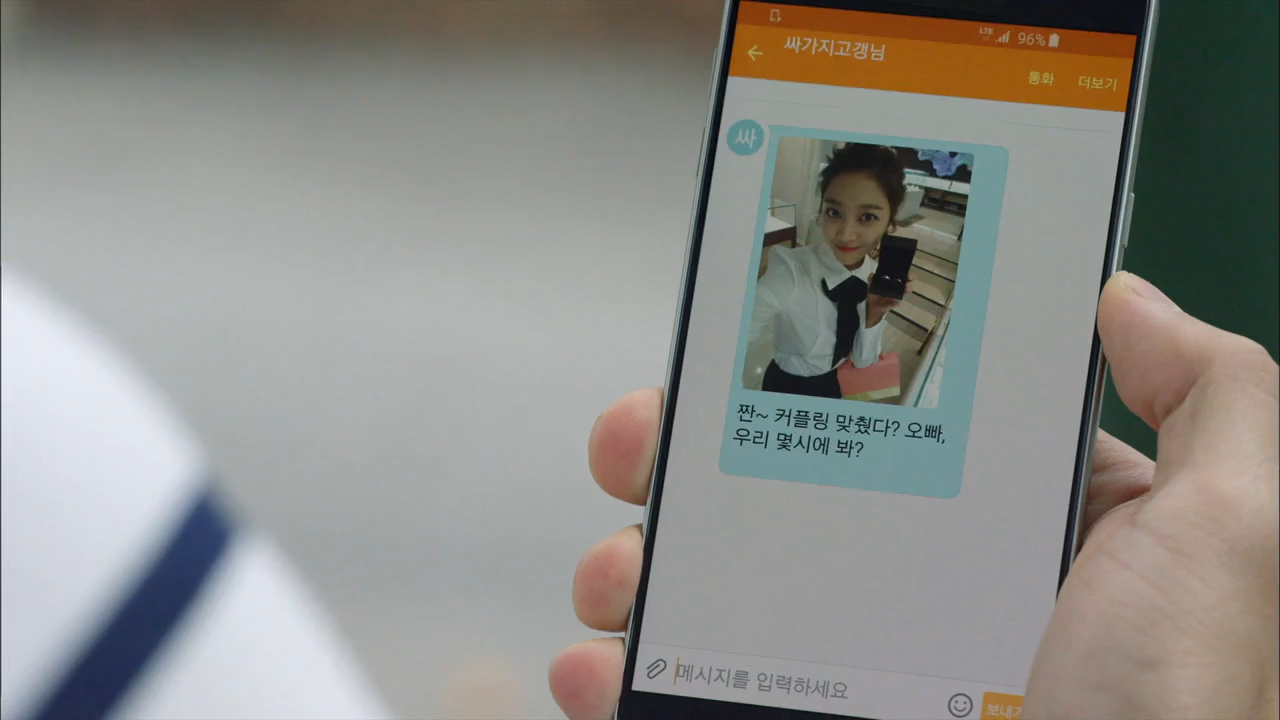 LTE 96%
싸가지고갱님
통화 더보기
싸
짠~ 커플링 맞췄다? 오빠,
우리 몇시에 봐?
메시지를 입력하세요